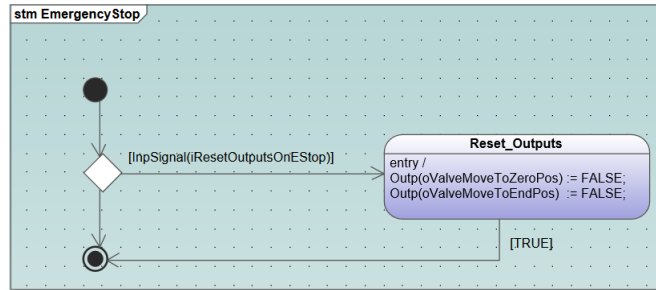 stm EmergencyStop
[InpSignal(iResetOutputsOnEStop)]
Reset_Outputs
entry /
Outp(oValveMoveToZeroPos) := FALSE;
Outp(oValveMoveToEndPos) := FALSE;
[TRUE]